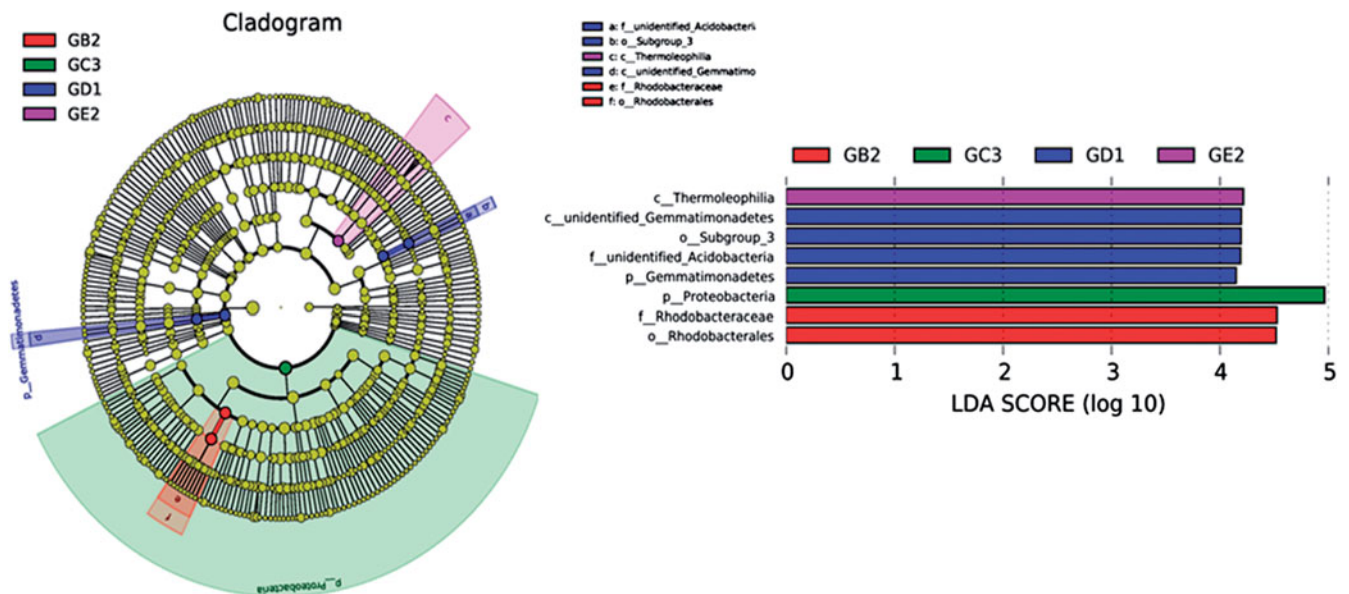 Cladogram
GB2
GC3
GD1
GE2
a: f__unidentified_Acidobacteri
b: o__Subgroup_3
c: c__Thermoleophilia
d: c__unidentified_Gemmatimo
e: f__Rhodobacteraceae
f: o__Rhodobacterales
c
a
b
p__Gemmatimonadetes
d
e
f
p__Proteobacteria
GB2 GC3 GD1 GE2
c__Thermoleophilia
c__unidentified_Gemmatimonadetes
o__Subgroup_3
f__unidentified_Acidobacteria
p__Gemmatimonadetes
p__Proteobacteria
f__Rhodobacteraceae
o__Rhodobacterales
0 1 2 3 4 5
LDA SCORE (log 10)